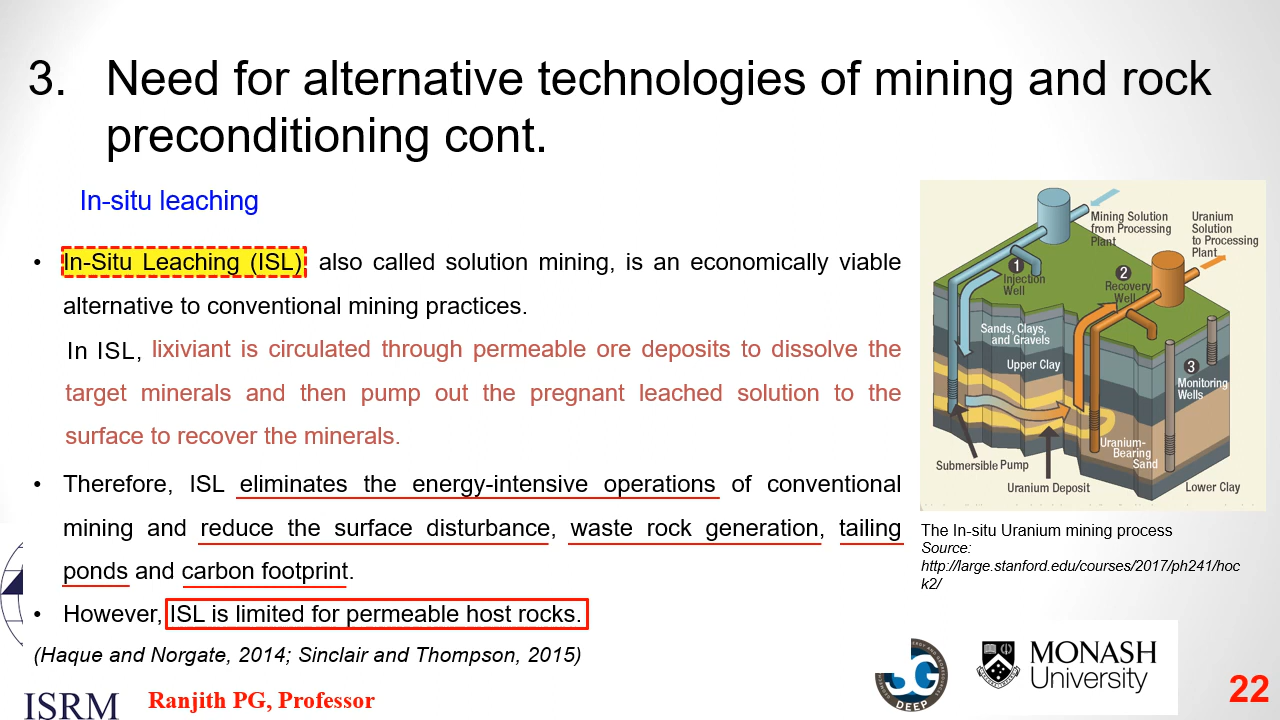 3. Need for alternative technologies of mining and rock
preconditioning cont.
In-situ leaching
• In-Situ Leaching (ISL) also called solution mining, is an economically viable
alternative to conventional mining practices.
In ISL, lixiviant is circulated through permeable ore deposits to dissolve the
target minerals and then pump out the pregnant leached solution to the
surface to recover the minerals.
• Therefore, ISL eliminates the energy-intensive operations of conventional
mining and reduce the surface disturbance, waste rock generation, tailing
ponds and carbon footprint.
• However, ISL is limited for permeable host rocks.
(Haque and Norgate, 2014; Sinclair and Thompson, 2015)
Mining Solution
from Processing
Plant
Uranium
Solution
to Processing
Plant
1
Injection
Well
2
Recovery
Well
Sands, Clays,
and Gravels
Upper Clay
3
Monitoring
Wells
Uranium-
Bearing
Sand
Submersible Pump
Uranium Deposit
Lower Clay
The In-situ Uranium mining process
Source:
http://large.stanford.edu/courses/2017/ph241/hoc
k2/
ISRM
Ranjith PG, Professor
DEEP
MONASH
University
22